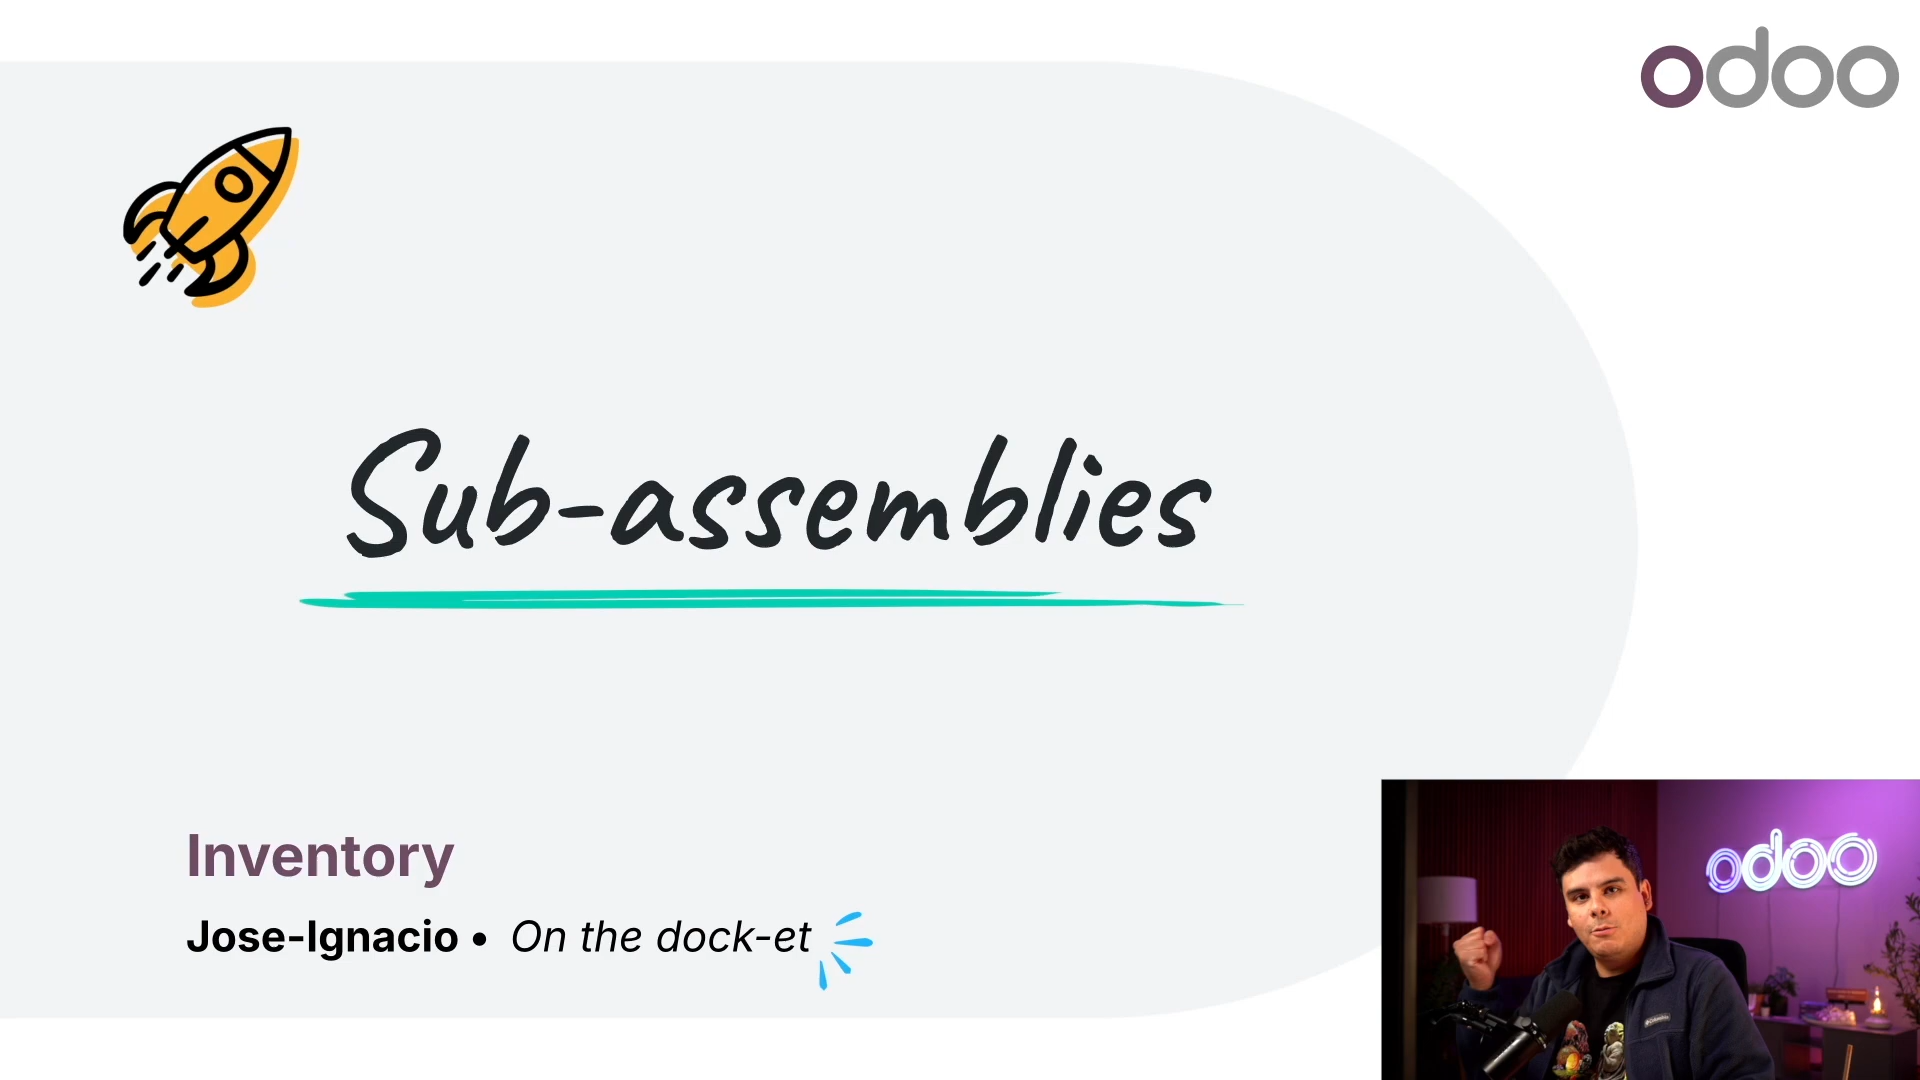 odoo
Sub-assemblies
Inventory
Jose-Ignacio • On the dock-et
odoo